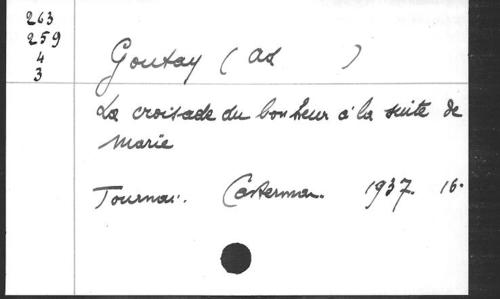 263
259
4
3
Goutay (Ad )
La croisade du bonheur à la suite de
Marie
Tournai. Casterman. 1937. 16.